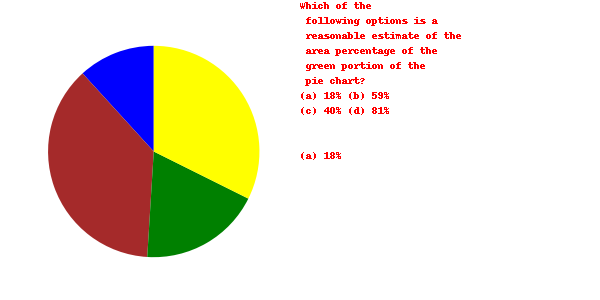 Which of the
following options is a
reasonable estimate of the
area percentage of the
green portion of the
pie chart?
(a) 18% (b) 59%
(c) 40% (d) 81%
(a) 18%